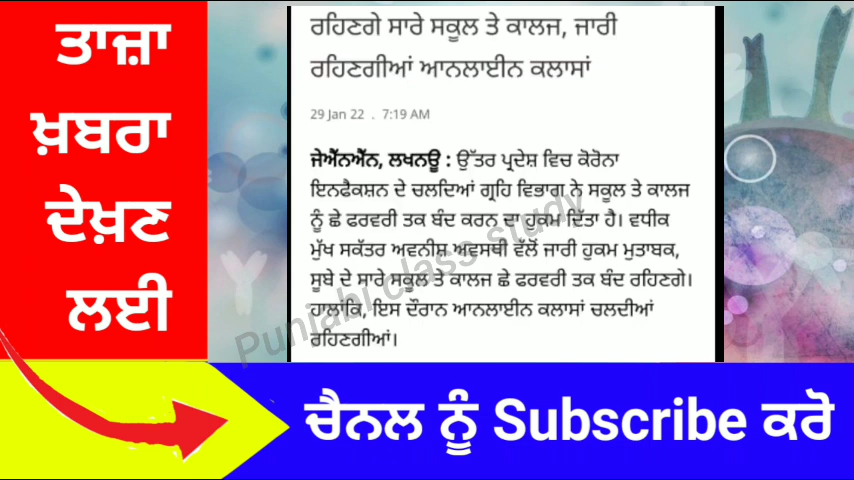 ਤਾਜ਼ਾ
ਖ਼ਬਰਾ
ਦੇਖ਼ਣ
ਲਈ
ਰਹਿਣਗੇ ਸਾਰੇ ਸਕੂਲ ਤੇ ਕਾਲਜ, ਜਾਰੀ
ਰਹਿਣਗੀਆਂ ਆਨਲਾਈਨ ਕਲਾਸਾਂ
29 Jan 22 . 7:19 AM
ਜੇਐੱਨਐੱਨ, ਲਖਨਊ : ਉੱਤਰ ਪ੍ਰਦੇਸ਼ ਵਿਚ ਕੋਰੋਨਾ
ਇਨਫੈਕਸ਼ਨ ਦੇ ਚਲਦਿਆਂ ਗ੍ਰਹਿ ਵਿਭਾਗ ਨੇ ਸਕੂਲ ਤੇ ਕਾਲਜ
ਨੂੰ ਛੇ ਫਰਵਰੀ ਤਕ ਬੰਦ ਕਰਨ ਦਾ ਹੁਕਮ ਦਿੱਤਾ ਹੈ। ਵਧੀਕ
ਮੁੱਖ ਸਕੱਤਰ ਅਵਨੀਸ਼ ਅਵਸਥੀ ਵੱਲੋਂ ਜਾਰੀ ਹੁਕਮ ਮੁਤਾਬਕ,
ਸੂਬੇ ਦੇ ਸਾਰੇ ਸਕੂਲ ਤੇ ਕਾਲਜ ਛੇ ਫਰਵਰੀ ਤਕ ਬੰਦ ਰਹਿਣਗੇ।
ਹਾਲਾਂਕਿ, ਇਸ ਦੌਰਾਨ ਆਨਲਾਈਨ ਕਲਾਸਾਂ ਚਲਦੀਆਂ
ਰਹਿਣਗੀਆਂ।
Punjabi class study
ਚੈਨਲ ਨੂੰ Subscribe ਕਰੋ